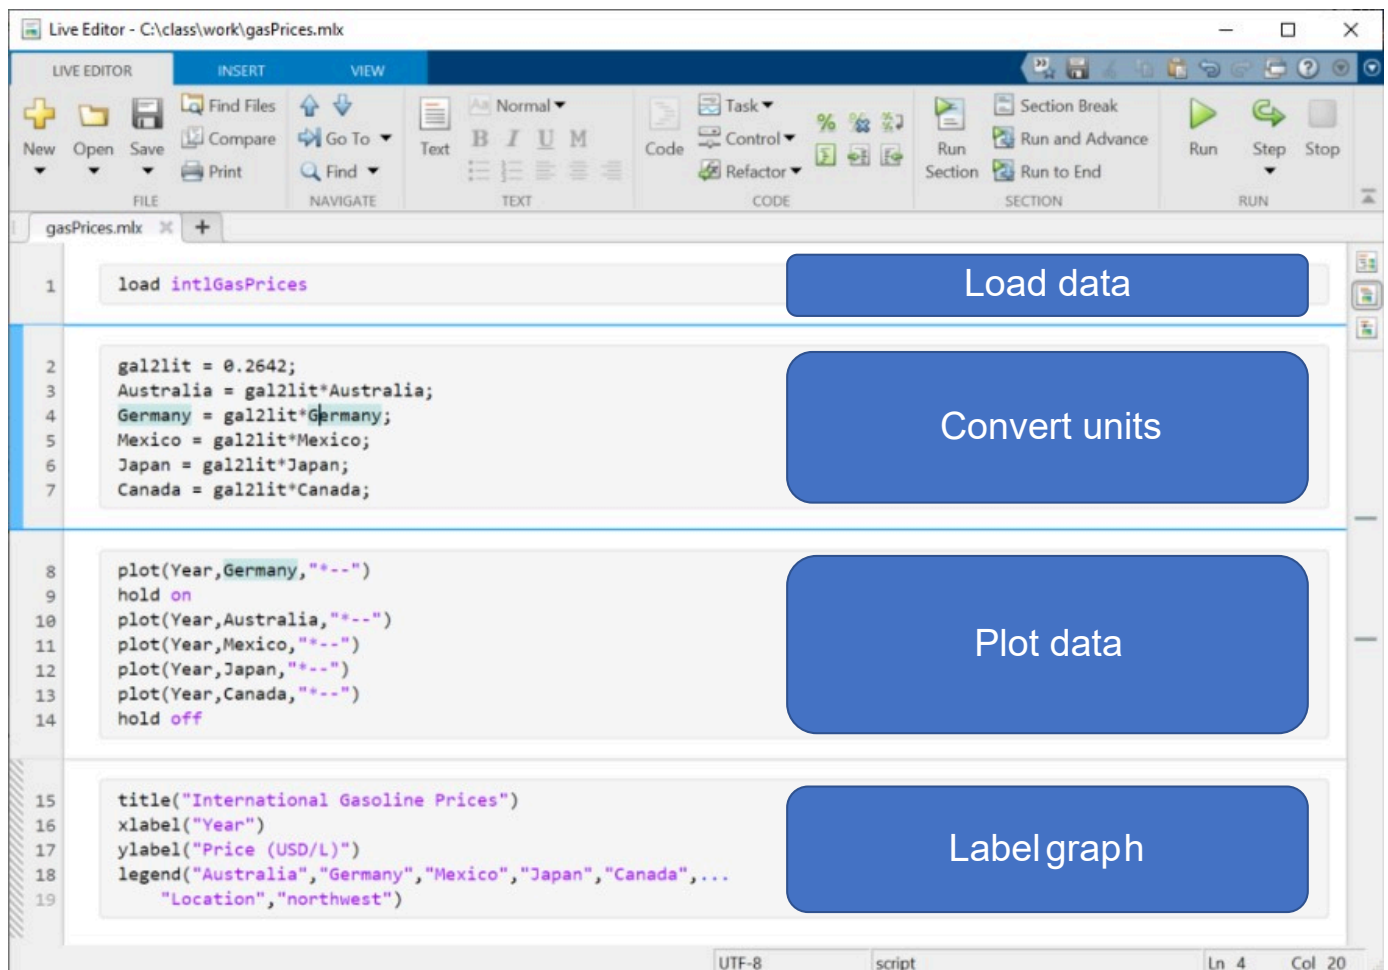 Live Editor - C:\class\work\gasPrices.mlx
LIVE EDITOR INSERT VIEW
New Open Save
Find Files
Compare
Print
FILE
Go To
Find
NAVIGATE
Text
Aa Normal
B I U M
TEXT
Code
Task
Control
Refactor
CODE
Run Section
Section Break
Run and Advance
Run to End
SECTION
Run Step Stop
RUN
gasPrices.mlx
1 load intlGasPrices
Load data
2 gal2lit = 0.2642;
3 Australia = gal2lit*Australia;
4 Germany = gal2lit*Germany;
5 Mexico = gal2lit*Mexico;
6 Japan = gal2lit*Japan;
7 Canada = gal2lit*Canada;
Convert units
8 plot(Year,Germany,"*--")
9 hold on
10 plot(Year,Australia,"*--")
11 plot(Year,Mexico,"*--")
12 plot(Year,Japan,"*--")
13 plot(Year,Canada,"*--")
14 hold off
Plot data
15 title("International Gasoline Prices")
16 xlabel("Year")
17 ylabel("Price (USD/L)")
18 legend("Australia","Germany","Mexico","Japan","Canada",...
19 "Location","northwest")
Label graph
UTF-8 script Ln 4 Col 20